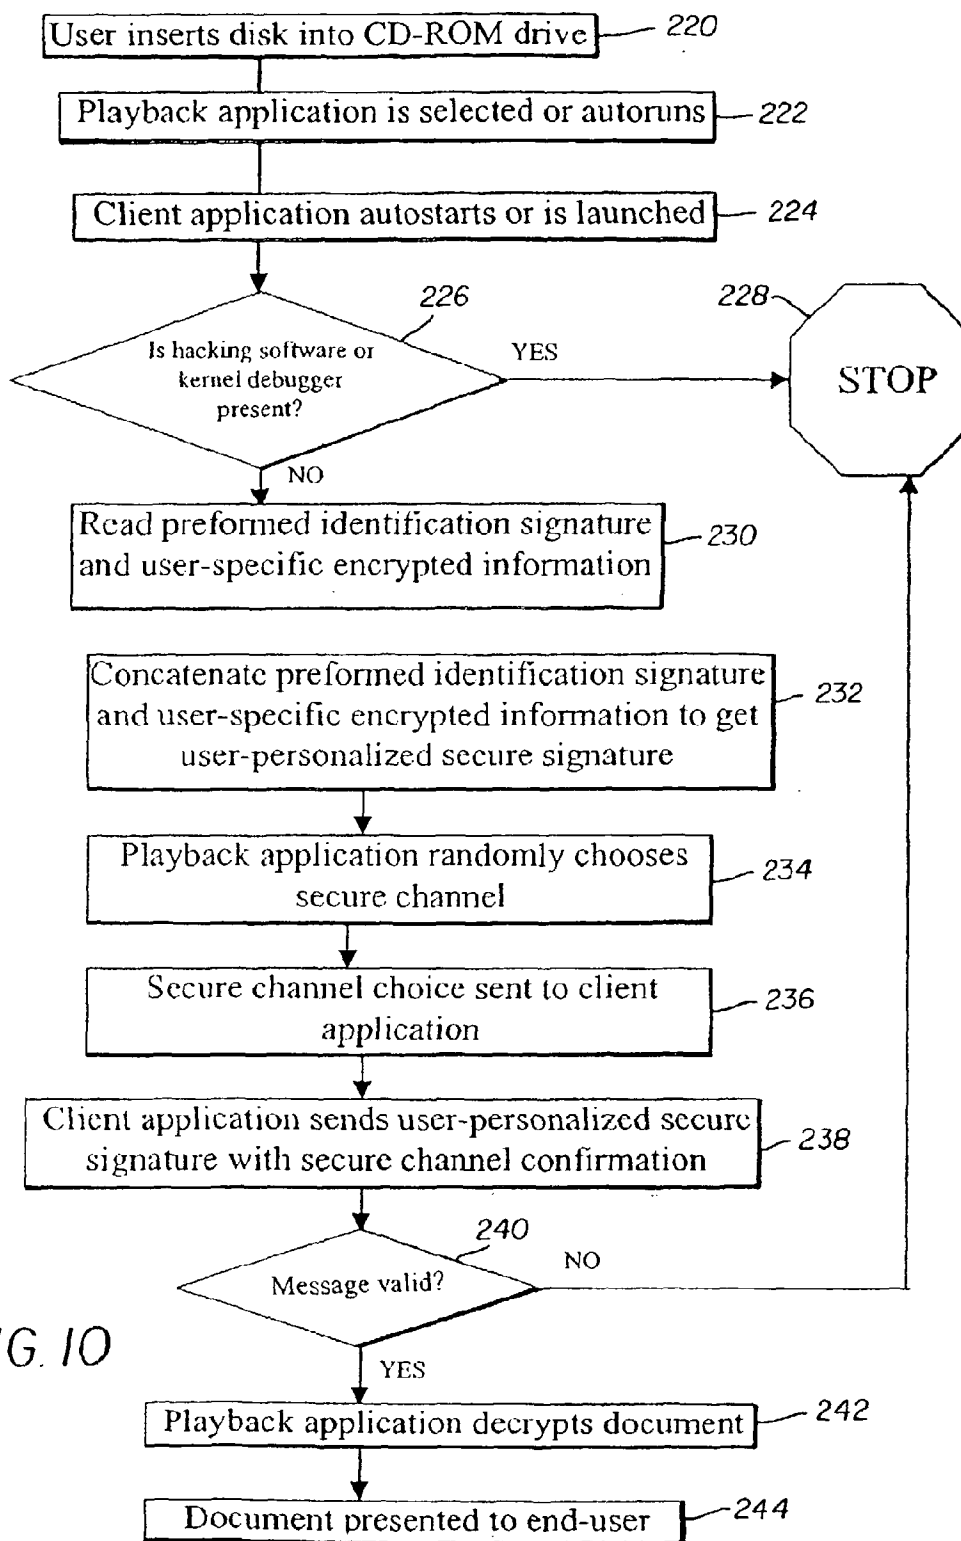 User inserts disk into CD-ROM drive 220
Playback application is selected or autoruns 222
Client application autostarts or is launched 224
226
228
Is hacking software or
kernel debugger
present?
YES
STOP
NO
Read preformed identification signature
and user-specific encrypted information
230
Concatenate preformed identification signature
and user-specific encrypted information to get
user-personalized secure signature
232
Playback application randomly chooses
secure channel
234
Secure channel choice sent to client
application
236
Client application sends user-personalized secure
signature with secure channel confirmation
238
240
Message valid?
NO
G. 10
YES
Playback application decrypts document 242
Document presented to end-user 244